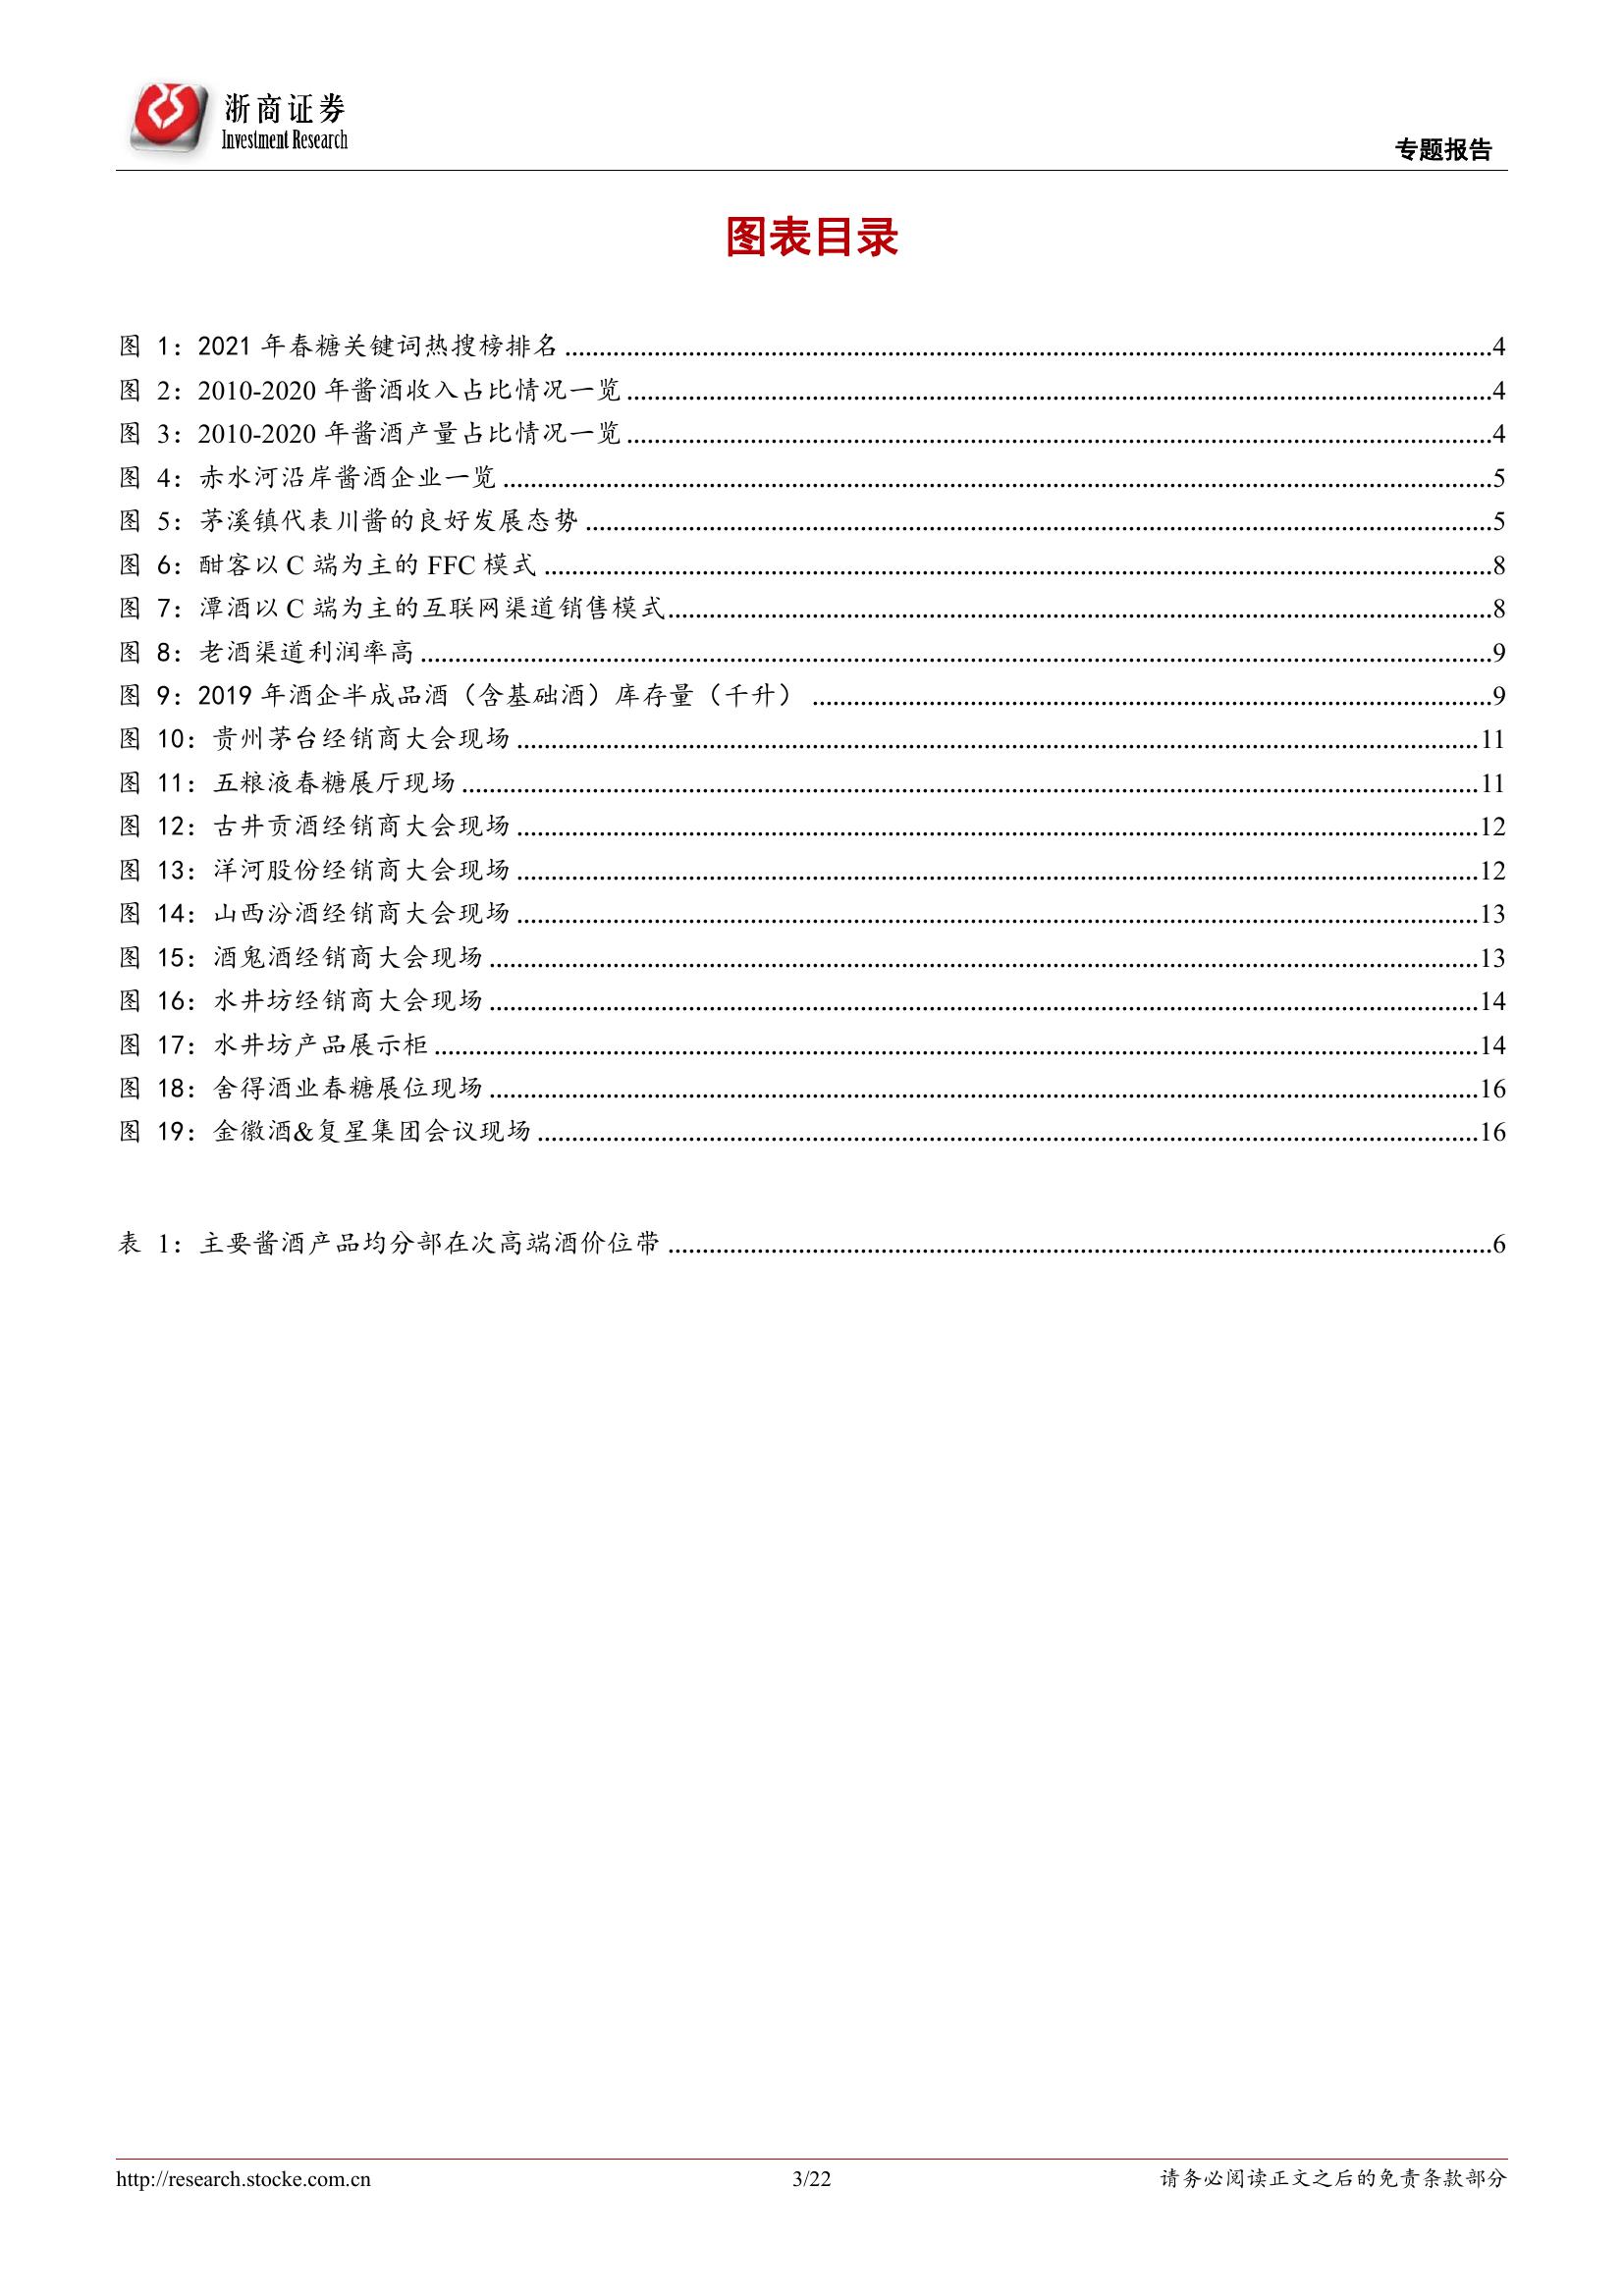 浙商证券
Investment Research
专题报告
图表目录
图 1：2021 年春糖关键词热搜榜排名 ........ 4
图 2：2010-2020 年酱酒收入占比情况一览 ........ 4
图 3：2010-2020 年酱酒产量占比情况一览 ........ 4
图 4：赤水河沿岸酱酒企业一览 ........ 5
图 5：茅溪镇代表川酱的良好发展态势 ........ 5
图 6：酣客以 C 端为主的 FFC 模式 ........ 8
图 7：潭酒以 C 端为主的互联网渠道销售模式 ........ 8
图 8：老酒渠道利润率高 ........ 9
图 9：2019 年酒企半成品酒（含基础酒）库存量（千升） ........ 9
图 10：贵州茅台经销商大会现场 ........ 11
图 11：五粮液春糖展厅现场 ........ 11
图 12：古井贡酒经销商大会现场 ........ 12
图 13：洋河股份经销商大会现场 ........ 12
图 14：山西汾酒经销商大会现场 ........ 13
图 15：酒鬼酒经销商大会现场 ........ 13
图 16：水井坊经销商大会现场 ........ 14
图 17：水井坊产品展示柜 ........ 14
图 18：舍得酒业春糖展位现场 ........ 16
图 19：金徽酒&复星集团会议现场 ........ 16
表 1：主要酱酒产品均分部在次高端酒价位带 ........ 6
http://research.stocke.com.cn
3/22
请务必阅读正文之后的免责条款部分